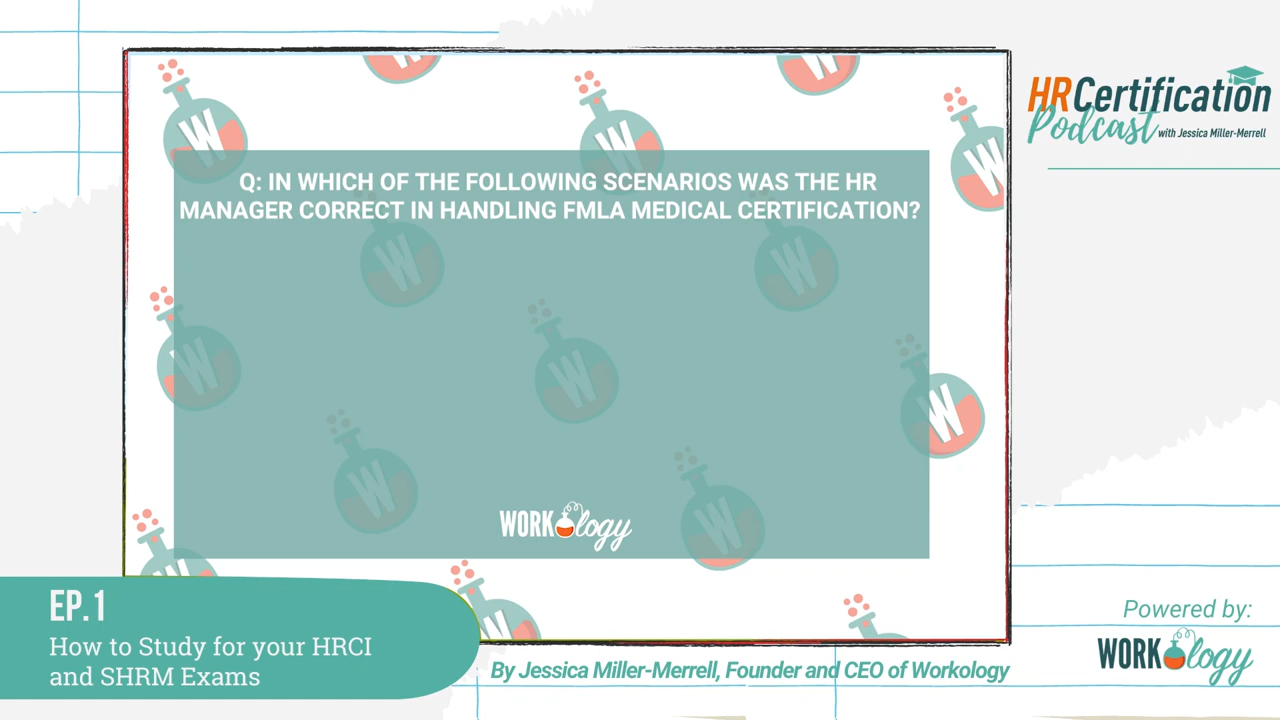 HR Certification
Podcast with Jessica Miller-Merrell
Q: IN WHICH OF THE FOLLOWING SCENARIOS WAS THE HR
MANAGER CORRECT IN HANDLING FMLA MEDICAL CERTIFICATION?
W
W
W
W
W
W
W
W
W
W
W
W
W
WORKology
EP.1
How to Study for your HRCI
and SHRM Exams
By Jessica Miller-Merrell, Founder and CEO of Workology
Powered by:
WORKology